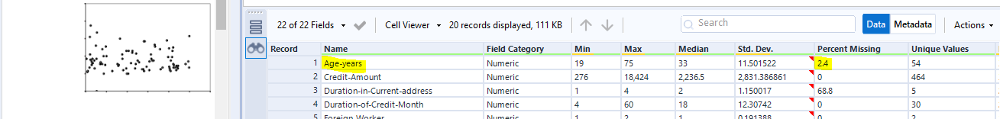 22 of 22 Fields Cell Viewer 20 records displayed, 111 KB Search Data Metadata Actions
Record Name Field Category Min Max Median Std. Dev. Percent Missing Unique Values
1 Age-years Numeric 19 75 33 11.501522 2.4 54
2 Credit-Amount Numeric 276 18,424 2,236.5 2,831.386861 0 464
3 Duration-in-Current-address Numeric 1 4 2 1.150017 68.8 5
4 Duration-of-Credit-Month Numeric 4 60 18 12.30742 0 30
5 Foreign-Worker Numeric 1 2 1 0.191388 0 2